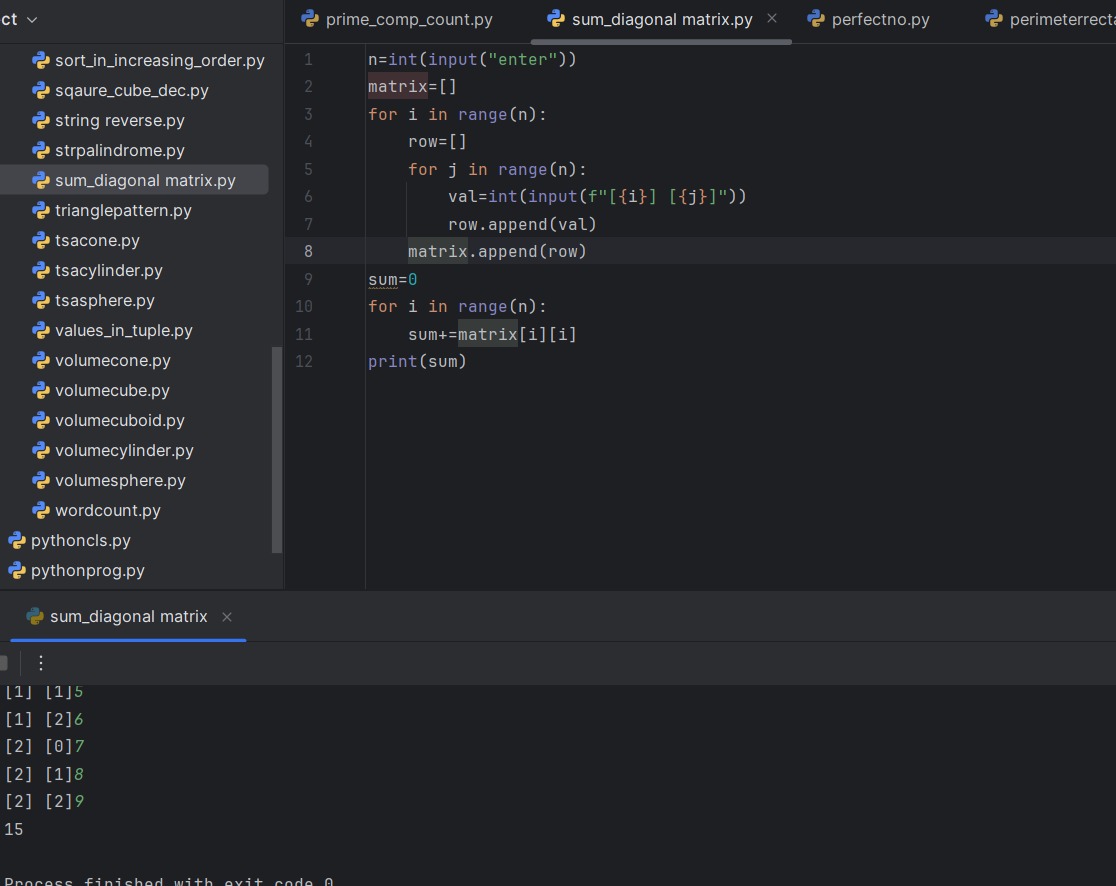 ct
prime_comp_count.py
sum_diagonal matrix.py
perfectno.py
perimeterrecta
sort_in_increasing_order.py
sqaure_cube_dec.py
string reverse.py
strpalindrome.py
sum_diagonal matrix.py
trianglepattern.py
tsacone.py
tsacylinder.py
tsasphere.py
values_in_tuple.py
volumecone.py
volumecube.py
volumecuboid.py
volumecylinder.py
volumesphere.py
wordcount.py
pythoncls.py
pythonprog.py
1 n=int(input("enter"))
2 matrix=[]
3 for i in range(n):
4     row=[]
5     for j in range(n):
6         val=int(input(f"[{i}] [{j}]"))
7         row.append(val)
8     matrix.append(row)
9 sum=0
10 for i in range(n):
11     sum+=matrix[i][i]
12 print(sum)
sum_diagonal matrix
[1] [1]5
[1] [2]6
[2] [0]7
[2] [1]8
[2] [2]9
15
Process finished with exit code 0